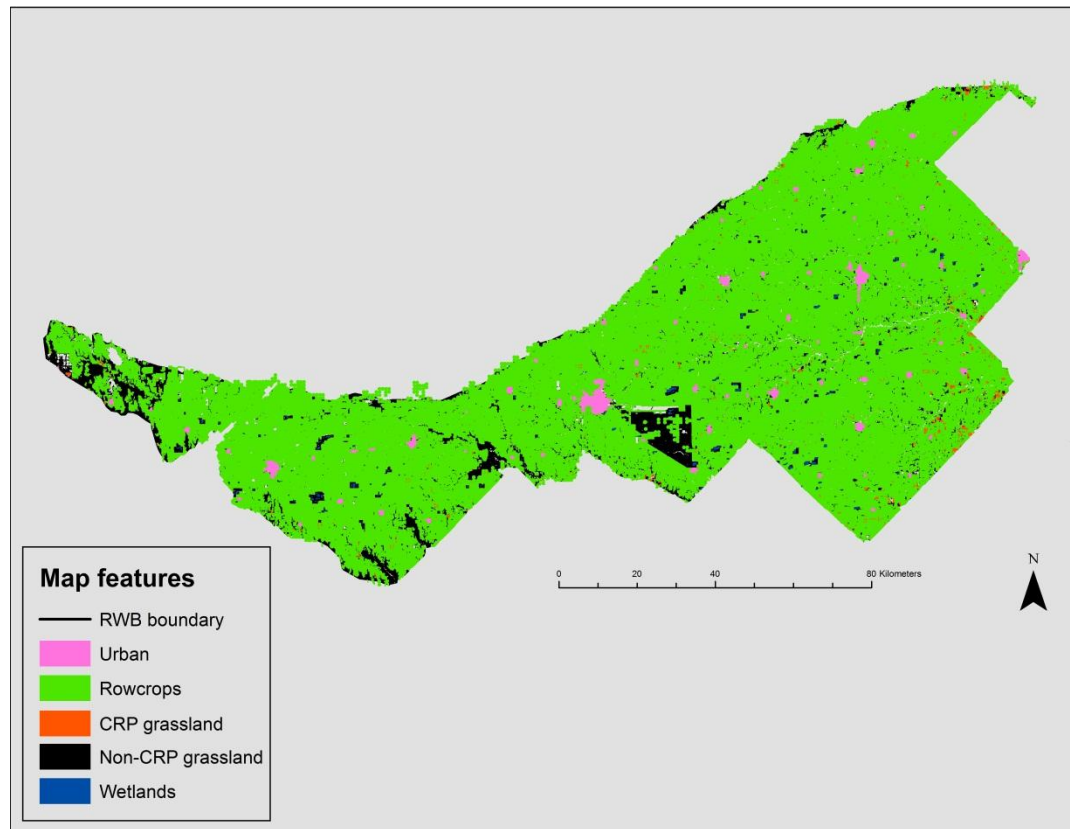 Map features
RWB boundary
Urban
Rowcrops
CRP grassland
Non-CRP grassland
Wetlands
0 20 40 80 Kilometers
N